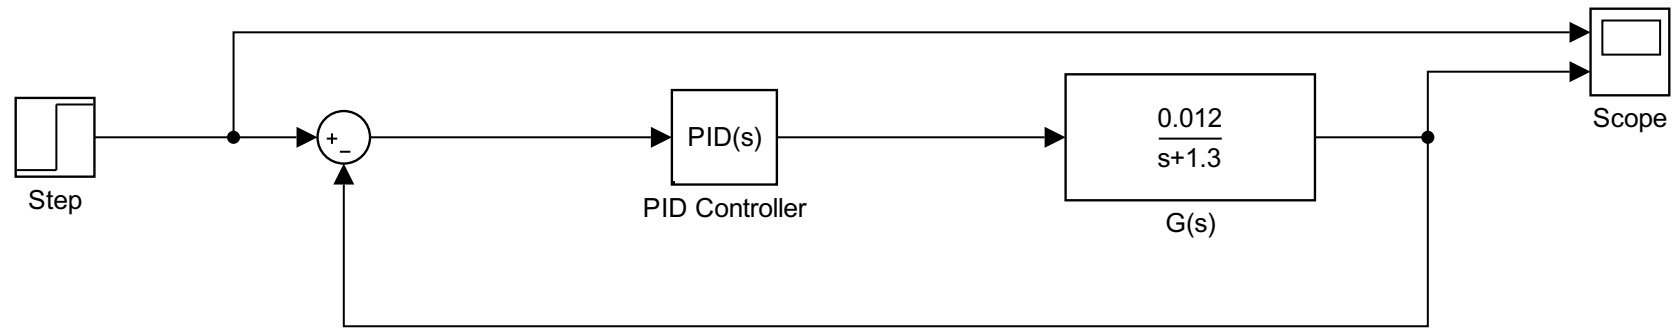 Step
+
−
PID(s)
PID Controller
0.012
s+1.3
G(s)
Scope